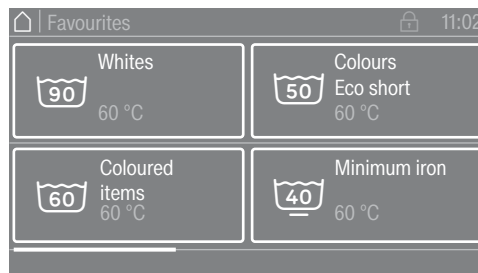 Favourites
11:02
Whites
90
60 °C
Colours
50
Eco short
60 °C
Coloured
60
items
60 °C
Minimum iron
40
60 °C